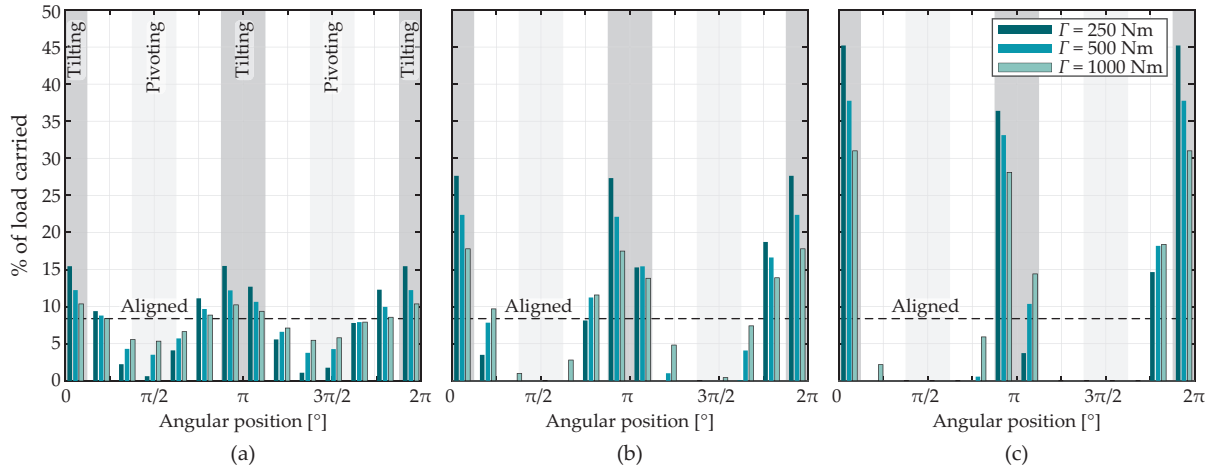 50
45
40
35
30
25
20
15
10
5
0
% of load carried
Tilting
Pivoting
Tilting
Pivoting
Tilting
Aligned
0
π/2
π
3π/2
2π
Angular position [°]
(a)
Aligned
0
π/2
π
3π/2
2π
Angular position [°]
(b)
Γ = 250 Nm
Γ = 500 Nm
Γ = 1000 Nm
Aligned
0
π/2
π
3π/2
2π
Angular position [°]
(c)